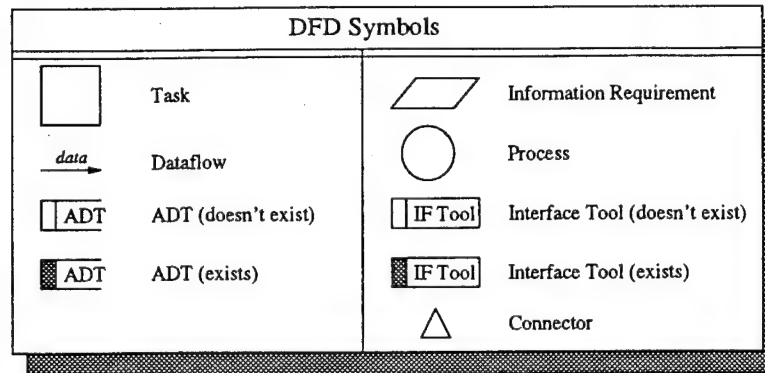 DFD Symbols
Task
data
Dataflow
ADT
ADT (doesn't exist)
ADT
ADT (exists)
Information Requirement
Process
IF Tool
Interface Tool (doesn't exist)
IF Tool
Interface Tool (exists)
Connector